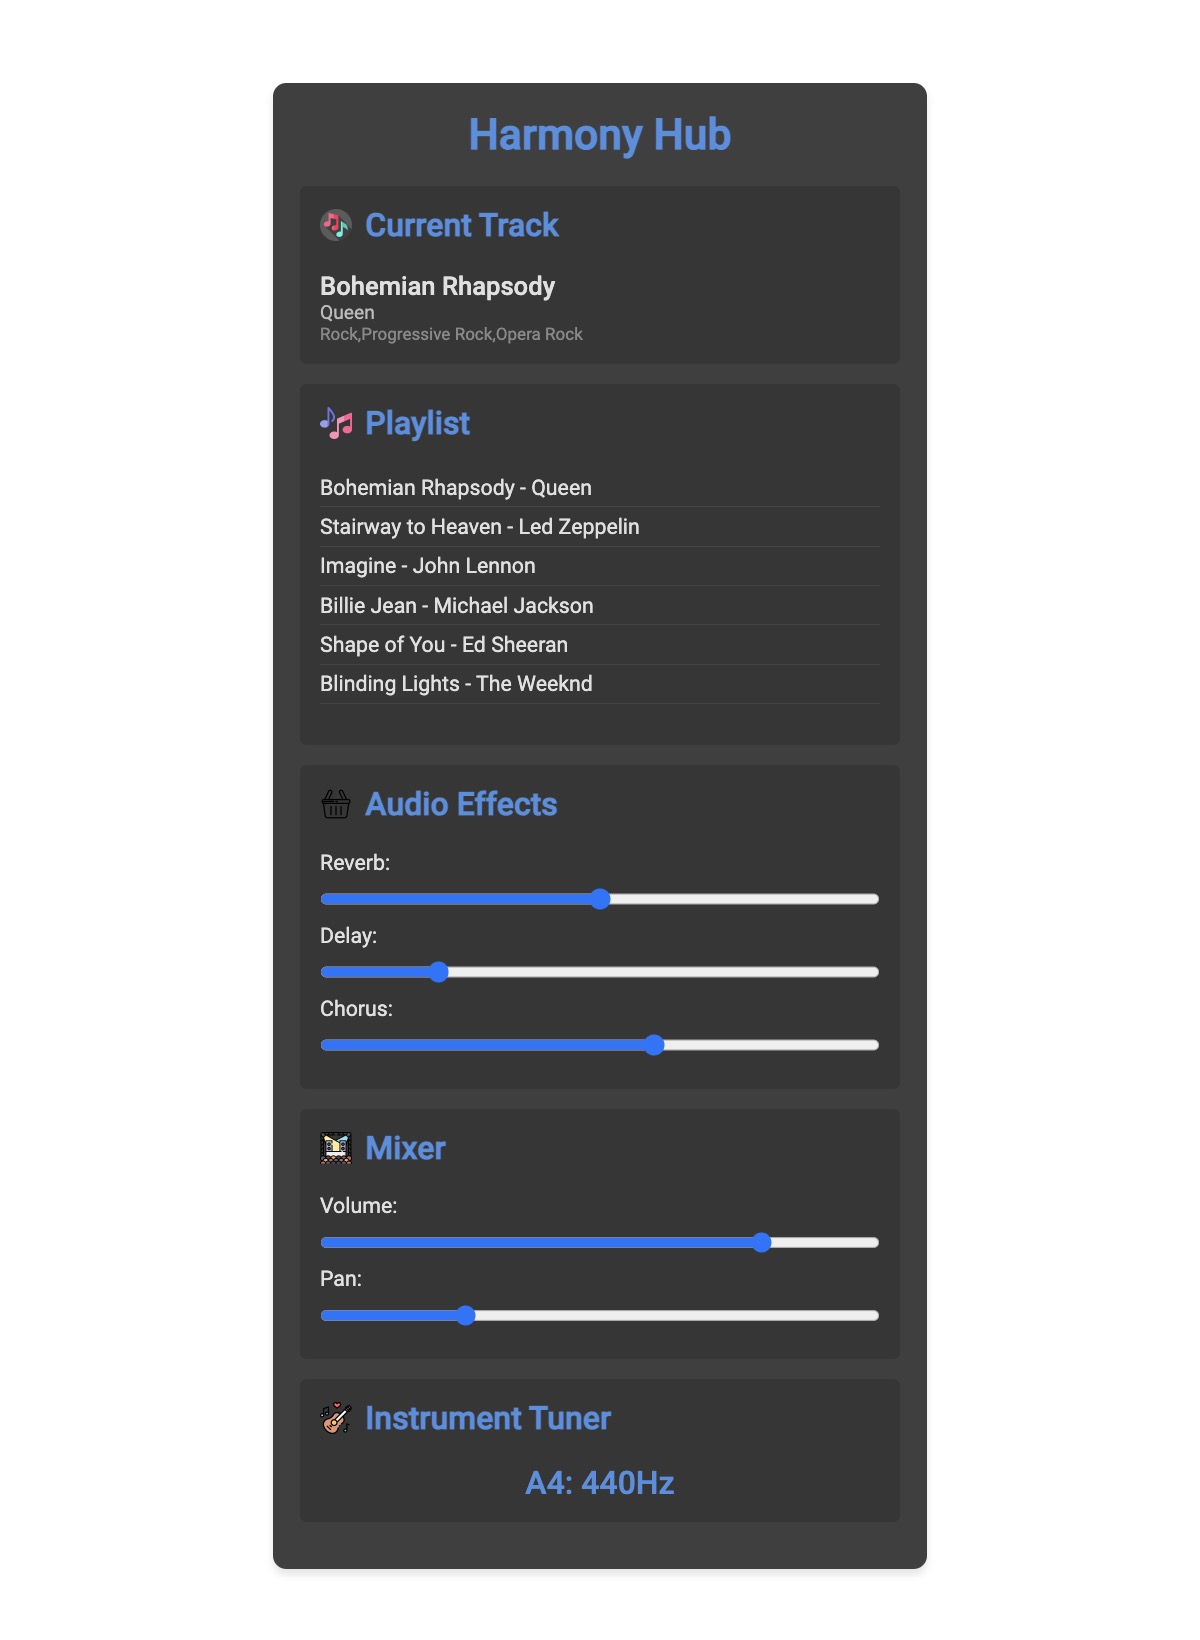 Harmony Hub
Current Track
Bohemian Rhapsody
Queen
Rock,Progressive Rock,Opera Rock
Playlist
Bohemian Rhapsody - Queen
Stairway to Heaven - Led Zeppelin
Imagine - John Lennon
Billie Jean - Michael Jackson
Shape of You - Ed Sheeran
Blinding Lights - The Weeknd
Audio Effects
Reverb:
Delay:
Chorus:
Mixer
Volume:
Pan:
Instrument Tuner
A4: 440Hz